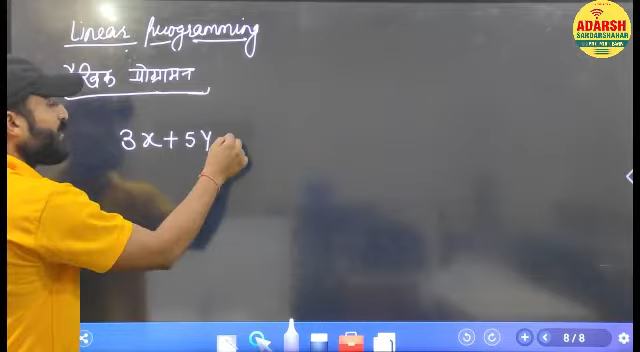 Linear programming
रैखिक प्रोग्रामन
3x + 5y
ADARSH
SARDARSHAHAR
8/8